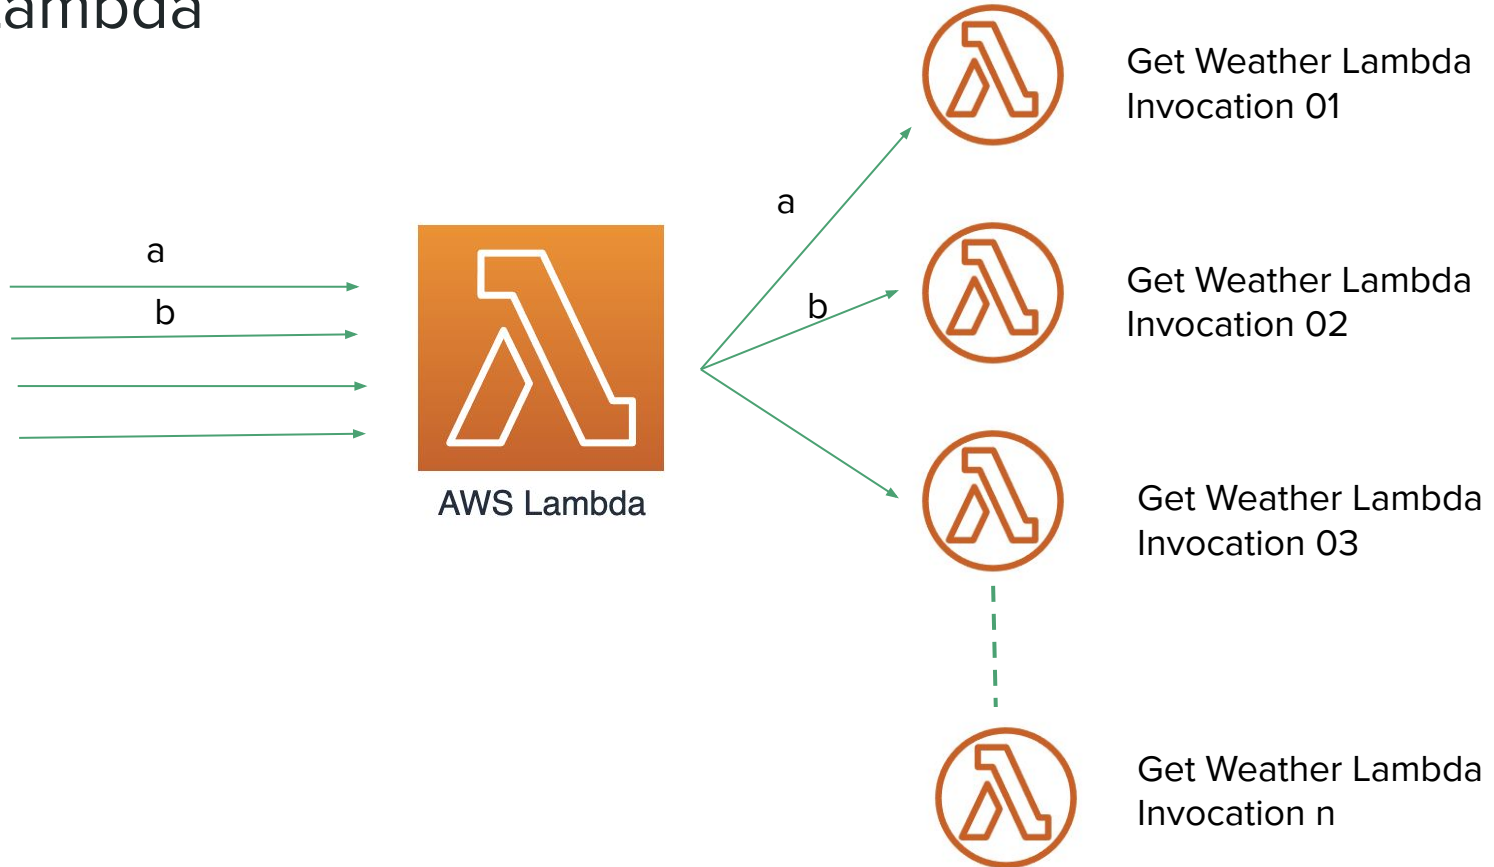 Lambda
Get Weather Lambda
Invocation 01
a
a
b
b
Get Weather Lambda
Invocation 02
AWS Lambda
Get Weather Lambda
Invocation 03
Get Weather Lambda
Invocation n